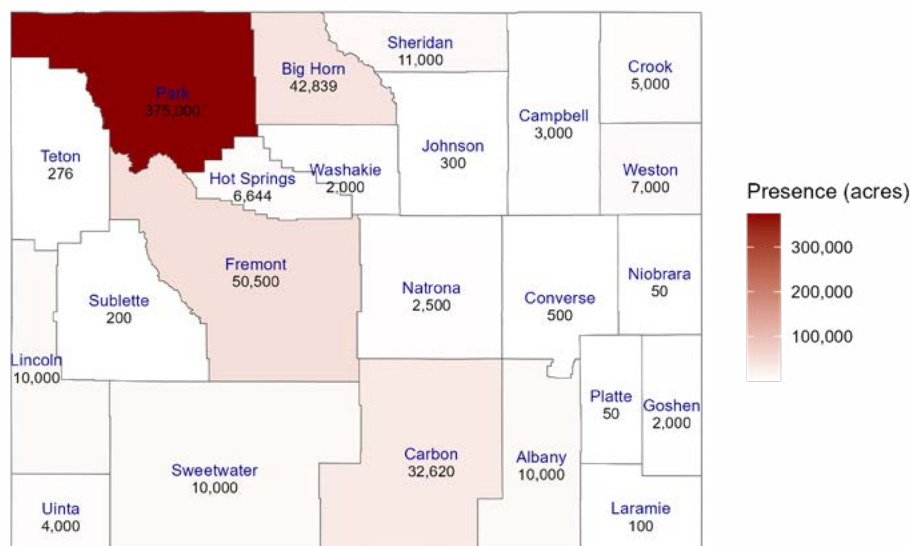 Sheridan
11,000
Big Horn
42,839
Crook
5,000
Park
375,000
Campbell
3,000
Johnson
300
Teton
276
Hot Springs
6,644
Washakie
2,000
Weston
7,000
Presence (acres)
300,000
200,000
100,000
Fremont
50,500
Natrona
2,500
Converse
500
Niobrara
50
Sublette
200
Lincoln
10,000
Platte
50
Goshen
2,000
Carbon
32,620
Albany
10,000
Sweetwater
10,000
Uinta
4,000
Laramie
100